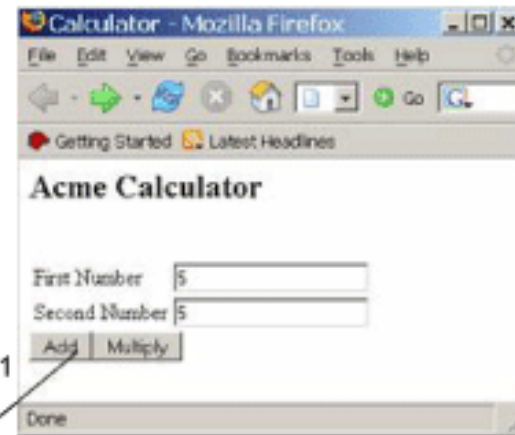 Calculator - Mozilla Firefox
File Edit View Go Bookmarks Tools Help
Go G.
Getting Started Latest Headlines
Acme Calculator
First Number 5
Second Number 5
Add Multiply
1
Done